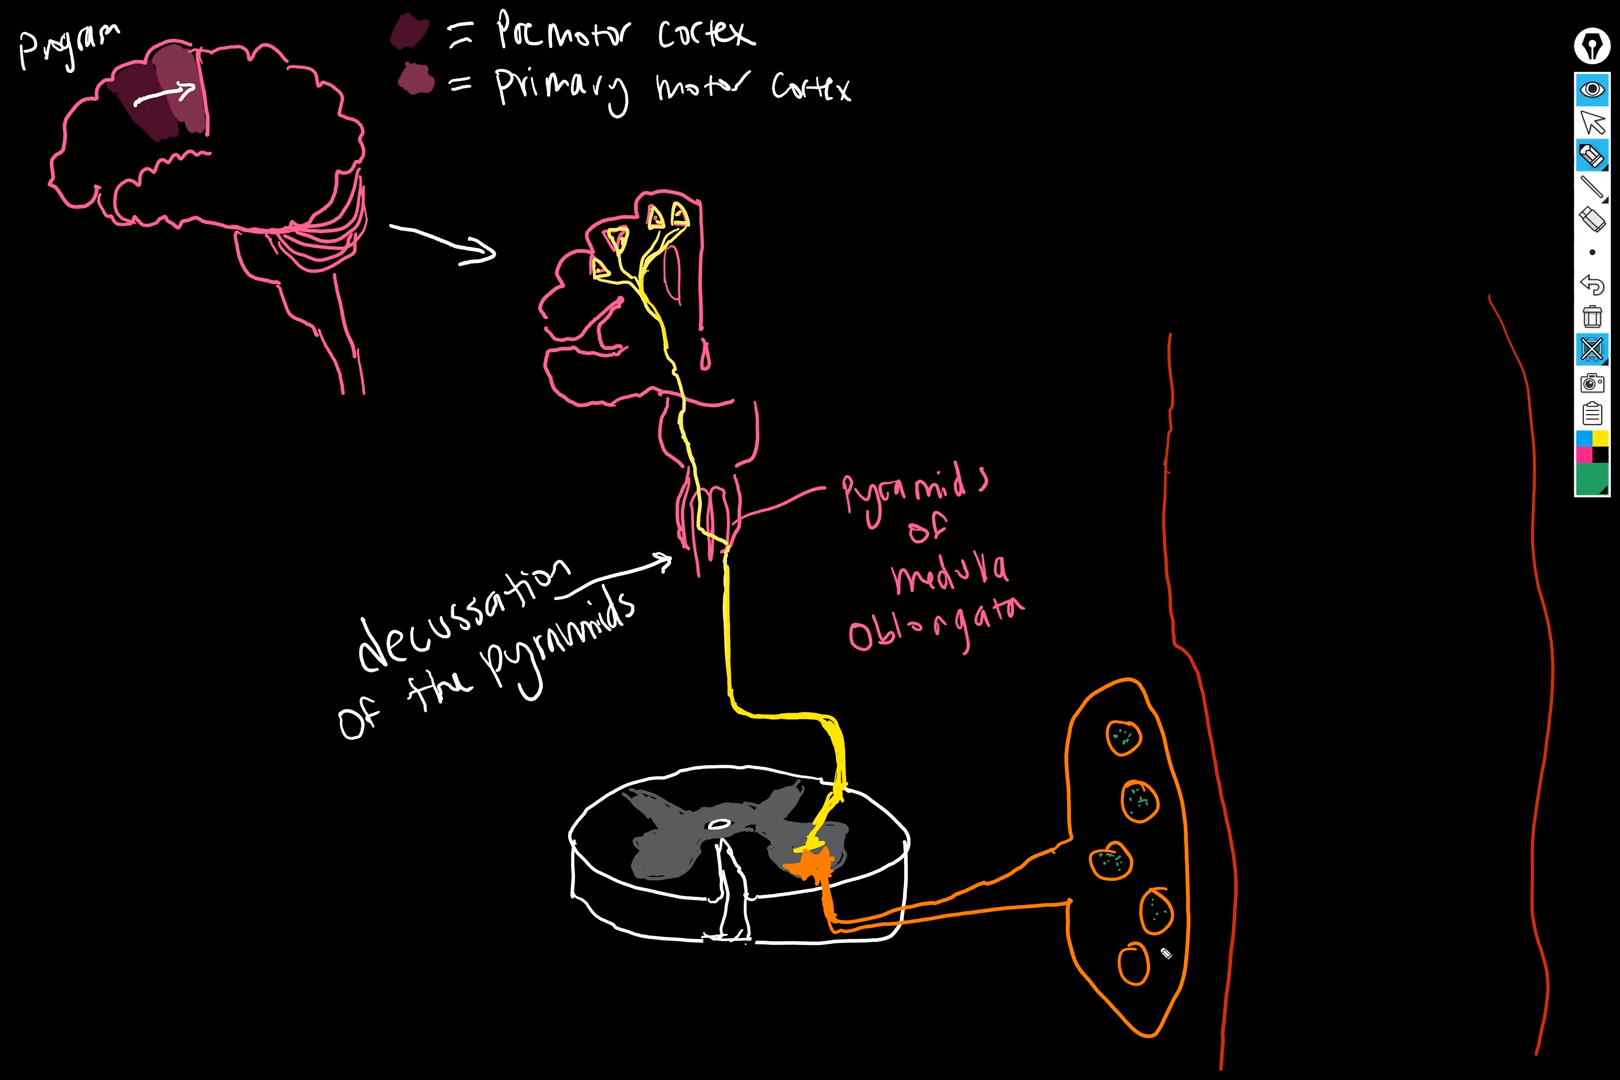 Program
= Premotor cortex
= Primary motor cortex
Pyramids
of
medulla
oblongata
decussation
of the pyramids